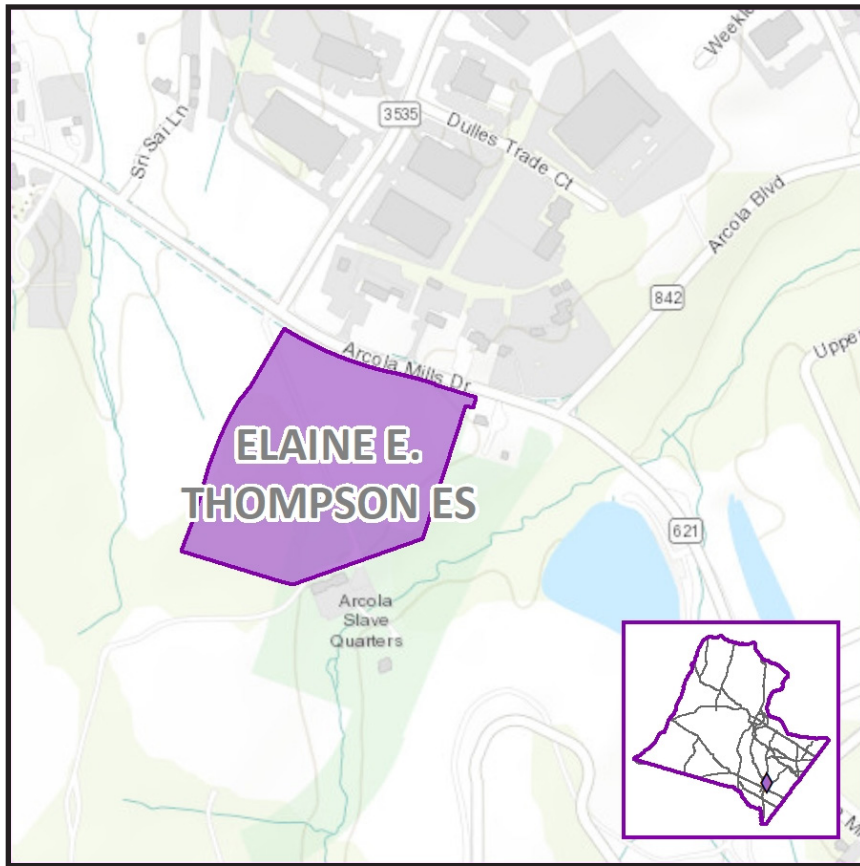 Weekle
Sri Sai Ln
3535
Dulles Trade Ct
Arcola Blvd
842
Upper
Arcola Mills Dr
ELAINE E.
THOMPSON ES
621
Arcola
Slave
Quarters